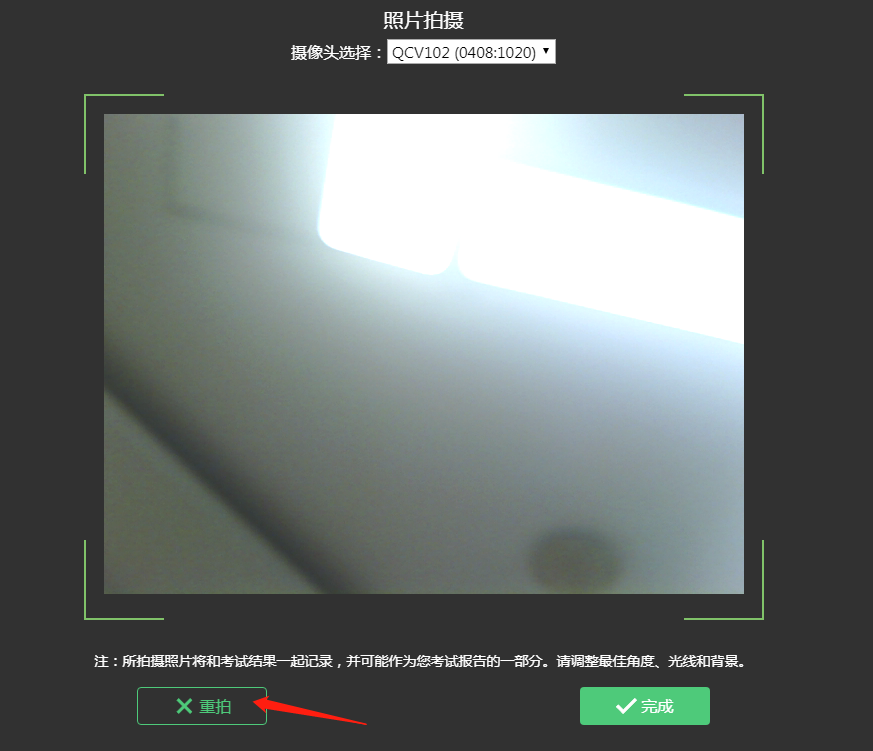 照片拍摄
摄像头选择：QCV102 (0408:1020)
注：所拍摄照片将和考试结果一起记录，并可能作为您考试报告的一部分。请调整最佳角度、光线和背景。
重拍
完成